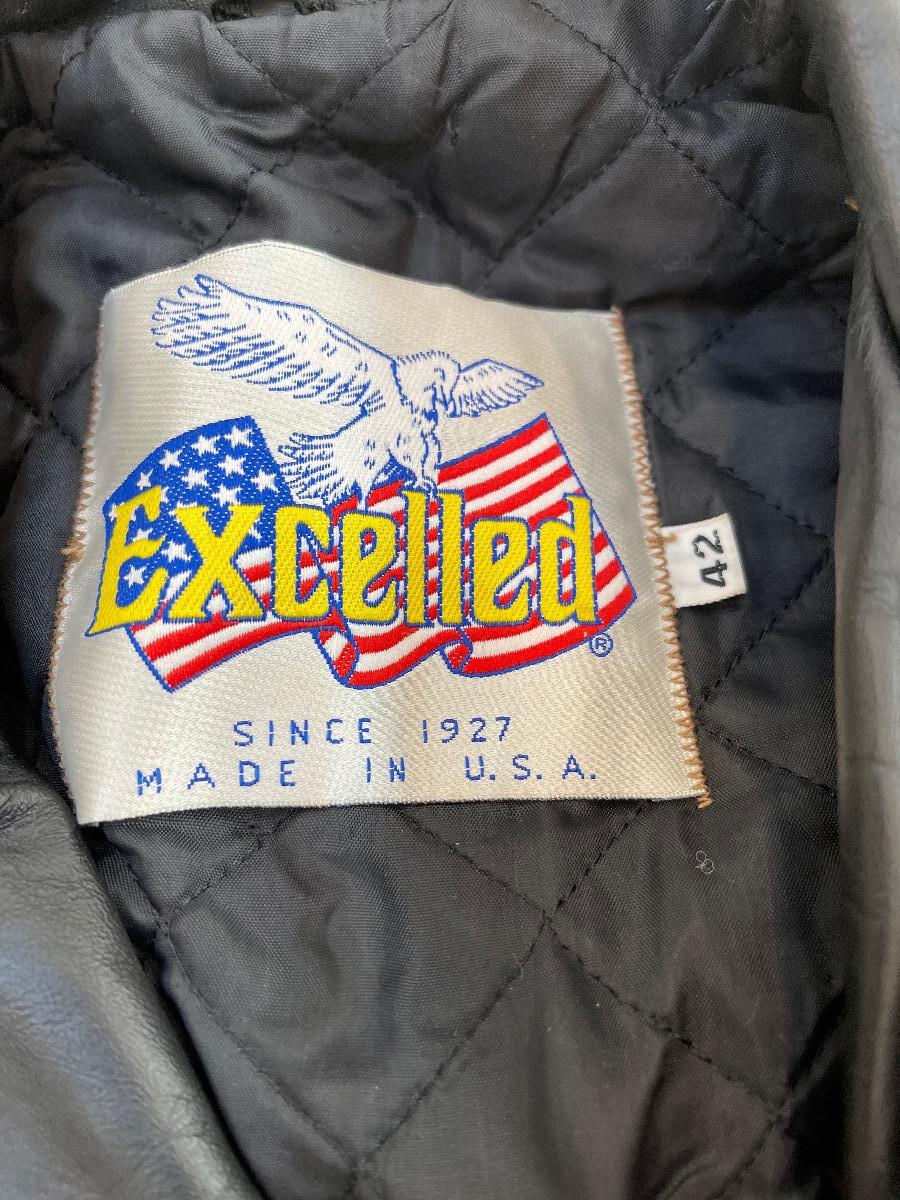 Excelled
®
42
SINCE 1927
MADE IN U.S.A.